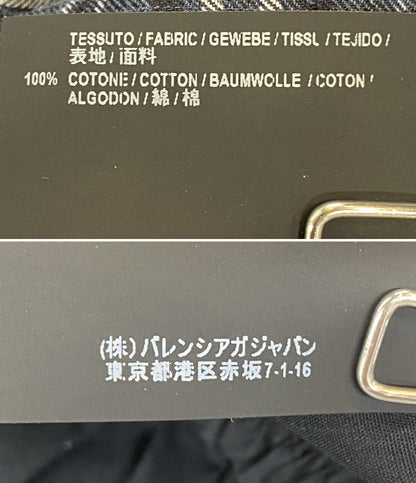 TESSUTO / FABRIC / GEWEBE / TISSU / TEJIDO /
表地 / 面料
100% COTONE / COTTON / BAUMWOLLE / COTON /
ALGODON / 綿 / 棉
(株)バレンシアガジャパン
東京都港区赤坂7-1-16